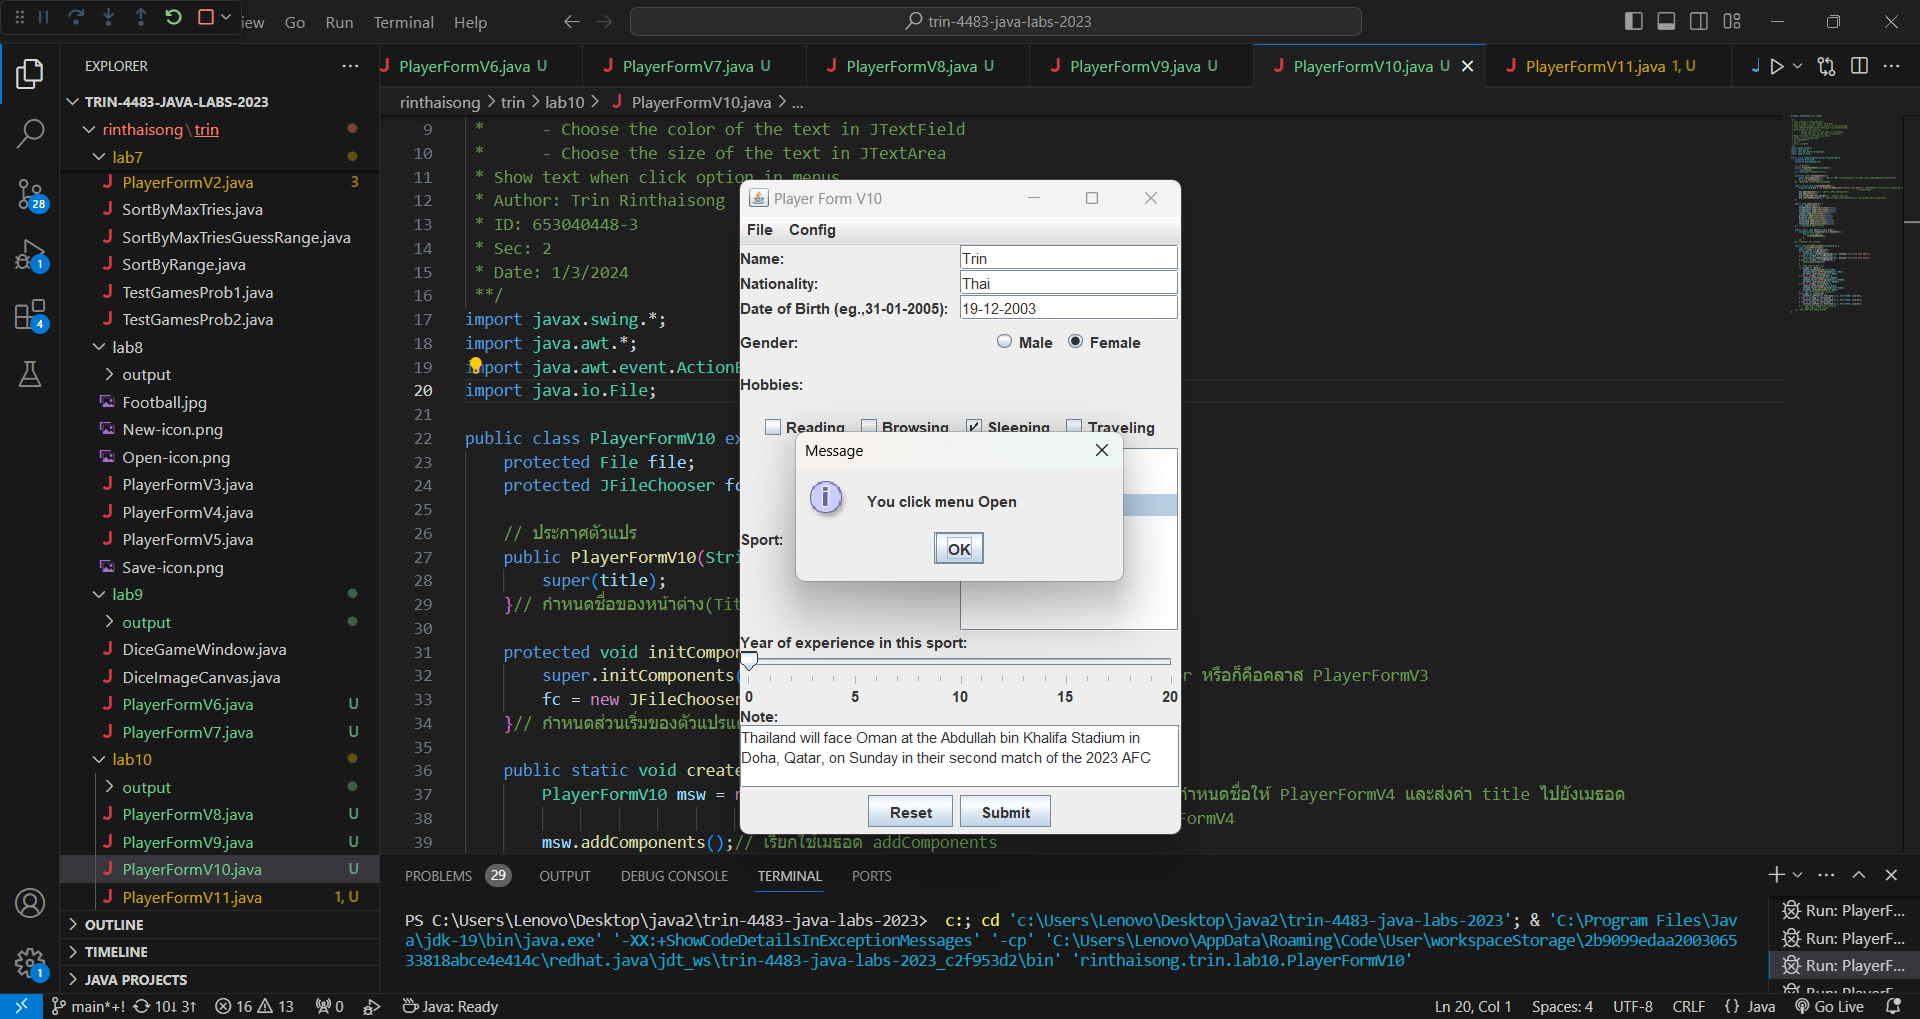 iew Go Run Terminal Help
trin-4483-java-labs-2023
EXPLORER
TRIN-4483-JAVA-LABS-2023
rinthaisong\trin
lab7
PlayerFormV2.java 3
SortByMaxTries.java
SortByMaxTriesGuessRange.java
SortByRange.java
TestGamesProb1.java
TestGamesProb2.java
lab8
output
Football.jpg
New-icon.png
Open-icon.png
PlayerFormV3.java
PlayerFormV4.java
PlayerFormV5.java
Save-icon.png
lab9
output
DiceGameWindow.java
DiceImageCanvas.java
PlayerFormV6.java U
PlayerFormV7.java U
lab10
output
PlayerFormV8.java U
PlayerFormV9.java U
PlayerFormV10.java U
PlayerFormV11.java 1, U
OUTLINE
TIMELINE
JAVA PROJECTS
28
1
4
1
PlayerFormV6.java U PlayerFormV7.java U PlayerFormV8.java U PlayerFormV9.java U PlayerFormV10.java U PlayerFormV11.java 1, U
rinthaisong > trin > lab10 > PlayerFormV10.java > ...
9 * - Choose the color of the text in JTextField
10 * - Choose the size of the text in JTextArea
11 * Show text when click option in menus
12 * Author: Trin Rinthaisong
13 * ID: 653040448-3
14 * Sec: 2
15 * Date: 1/3/2024
16 **/
17 import javax.swing.*;
18 import java.awt.*;
19 import java.awt.event.ActionE
20 import java.io.File;
21
22 public class PlayerFormV10 ex
23 protected File file;
24 protected JFileChooser fc
25
26 // ประกาศตัวแปร
27 public PlayerFormV10(Stri
28 super(title);
29 }// กำหนดชื่อของหน้าต่าง(Tit
30
31 protected void initCompor
32 super.initComponents( r หรือก็คือคลาส PlayerFormV3
33 fc = new JFileChooser
34 }// กำหนดส่วนเริ่มของตัวแปรแ
35
36 public static void create
37 PlayerFormV10 msw = กำหนดชื่อให้ PlayerFormV4 และส่งค่า title ไปยังเมธอด
38 ormV4
39 msw.addComponents();// เรียกใช้เมธอด addComponents
Player Form V10
File Config
Name: Trin
Nationality: Thai
Date of Birth (eg.,31-01-2005): 19-12-2003
Gender: Male Female
Hobbies:
Reading Browsing Sleeping Traveling
Message
You click menu Open
OK
Sport:
Year of experience in this sport:
0 5 10 15 20
Note:
Thailand will face Oman at the Abdullah bin Khalifa Stadium in
Doha, Qatar, on Sunday in their second match of the 2023 AFC
Reset Submit
PROBLEMS 29 OUTPUT DEBUG CONSOLE TERMINAL PORTS
PS C:\Users\Lenovo\Desktop\java2\trin-4483-java-labs-2023> c:; cd 'c:\Users\Lenovo\Desktop\java2\trin-4483-java-labs-2023'; & 'C:\Program Files\Jav
a\jdk-19\bin\java.exe' '-XX:+ShowCodeDetailsInExceptionMessages' '-cp' 'C:\Users\Lenovo\AppData\Roaming\Code\User\workspaceStorage\2b9099edaa2003065
33818abce4e414c\redhat.java\jdt_ws\trin-4483-java-labs-2023_c2f953d2\bin' 'rinthaisong.trin.lab10.PlayerFormV10'
Run: PlayerF...
Run: PlayerF...
Run: PlayerF...
main*+! 10↓ 3↑ 16 13 0 Java: Ready Ln 20, Col 1 Spaces: 4 UTF-8 CRLF {} Java Go Live